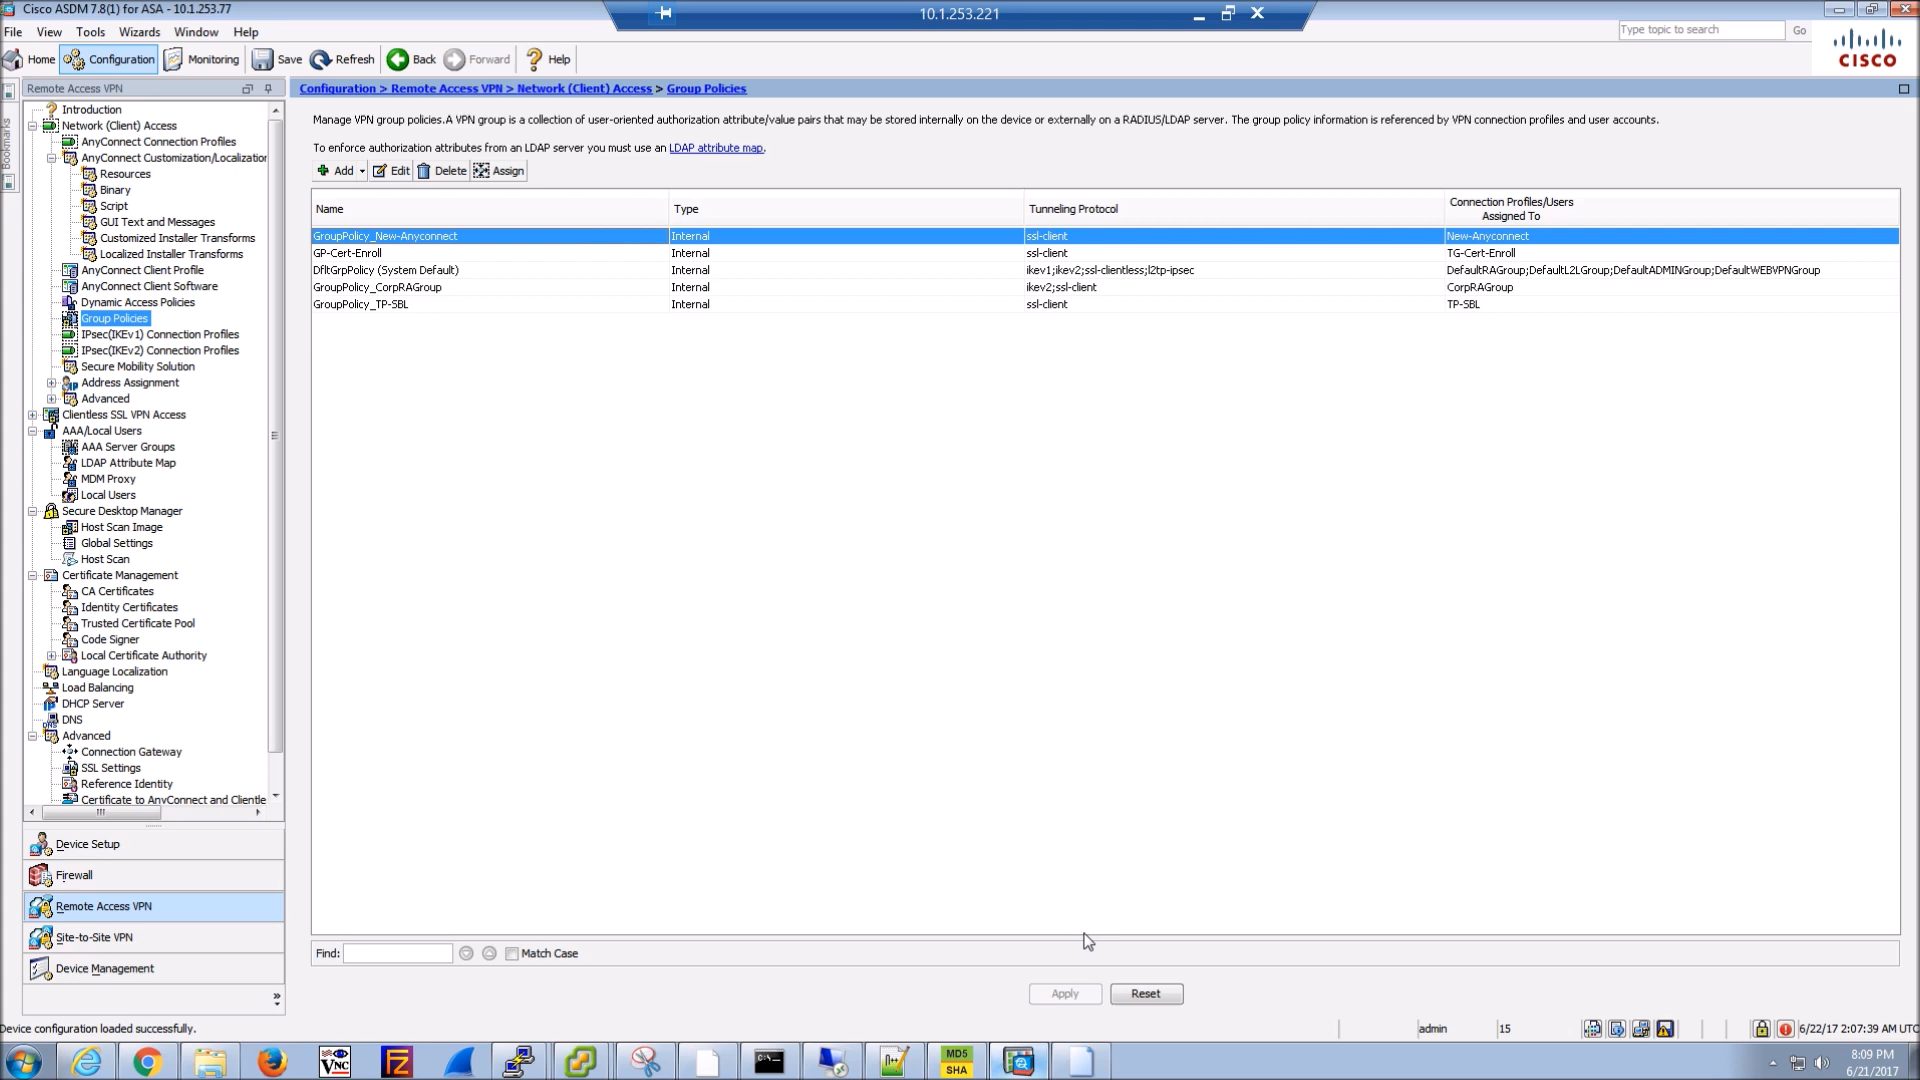 Cisco ASDM 7.8(1) for ASA - 10.1.253.77
10.1.253.221
File View Tools Wizards Window Help
Type topic to search Go
Home Configuration Monitoring Save Refresh Back Forward Help
CISCO
Remote Access VPN
Configuration > Remote Access VPN > Network (Client) Access > Group Policies
Bookmarks
Introduction
Network (Client) Access
AnyConnect Connection Profiles
AnyConnect Customization/Localization
Resources
Binary
Script
GUI Text and Messages
Customized Installer Transforms
Localized Installer Transforms
AnyConnect Client Profile
AnyConnect Client Software
Dynamic Access Policies
Group Policies
IPsec(IKEv1) Connection Profiles
IPsec(IKEv2) Connection Profiles
Secure Mobility Solution
Address Assignment
Advanced
Clientless SSL VPN Access
AAA/Local Users
AAA Server Groups
LDAP Attribute Map
MDM Proxy
Local Users
Secure Desktop Manager
Host Scan Image
Global Settings
Host Scan
Certificate Management
CA Certificates
Identity Certificates
Trusted Certificate Pool
Code Signer
Local Certificate Authority
Language Localization
Load Balancing
DHCP Server
DNS
Advanced
Connection Gateway
SSL Settings
Reference Identity
Certificate to AnyConnect and Clientle
Device Setup
Firewall
Remote Access VPN
Site-to-Site VPN
Device Management
Manage VPN group policies.A VPN group is a collection of user-oriented authorization attribute/value pairs that may be stored internally on the device or externally on a RADIUS/LDAP server. The group policy information is referenced by VPN connection profiles and user accounts.
To enforce authorization attributes from an LDAP server you must use an LDAP attribute map.
Add Edit Delete Assign
Name Type Tunneling Protocol Connection Profiles/Users
Assigned To
GroupPolicy_New-Anyconnect Internal ssl-client New-Anyconnect
GP-Cert-Enroll Internal ssl-client TG-Cert-Enroll
DfltGrpPolicy (System Default) Internal ikev1;ikev2;ssl-clientless;l2tp-ipsec DefaultRAGroup;DefaultL2LGroup;DefaultADMINGroup;DefaultWEBVPNGroup
GroupPolicy_CorpRAGroup Internal ikev2;ssl-client CorpRAGroup
GroupPolicy_TP-SBL Internal ssl-client TP-SBL
Find: Match Case
Apply Reset
Device configuration loaded successfully.
admin 15 6/22/17 2:07:39 AM UTC
VNC
FZ
MD5
SHA
8:09 PM
6/21/2017